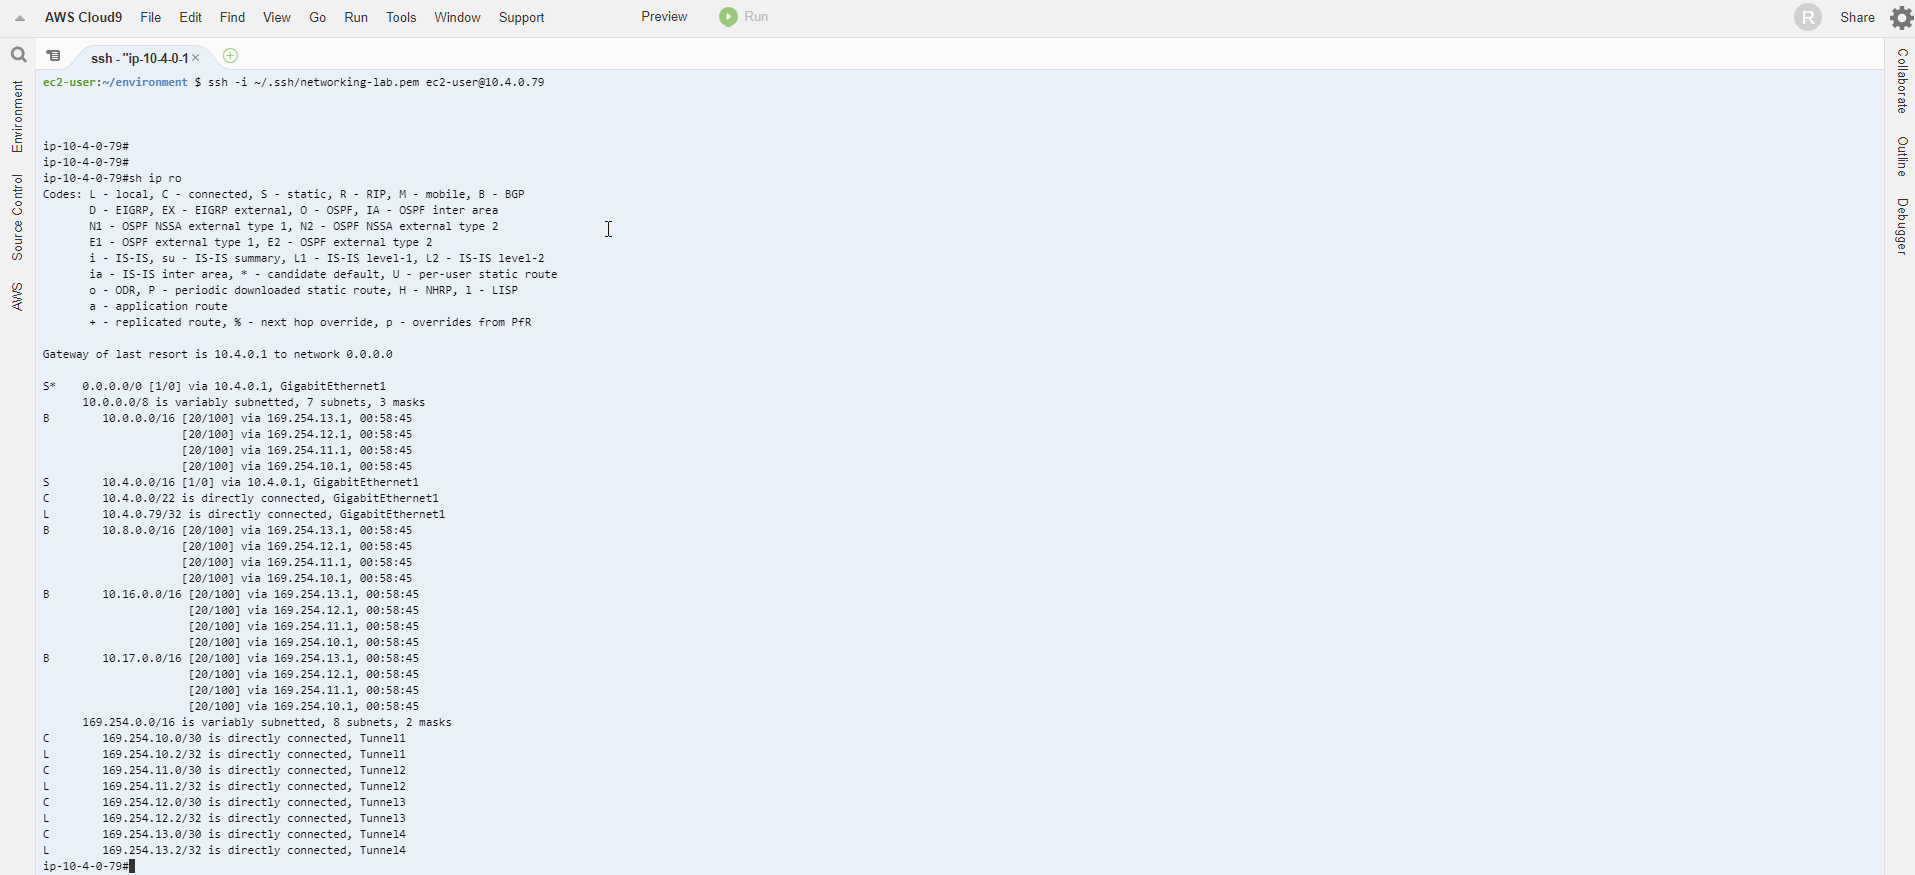 AWS Cloud9 File Edit Find View Go Run Tools Window Support Preview Run R Share
ssh - "ip-10-4-0-1 ×
Environment
Source Control
AWS
Collaborate
Outline
Debugger
ec2-user:~/environment $ ssh -i ~/.ssh/networking-lab.pem ec2-user@10.4.0.79
ip-10-4-0-79#
ip-10-4-0-79#
ip-10-4-0-79#sh ip ro
Codes: L - local, C - connected, S - static, R - RIP, M - mobile, B - BGP
       D - EIGRP, EX - EIGRP external, O - OSPF, IA - OSPF inter area
       N1 - OSPF NSSA external type 1, N2 - OSPF NSSA external type 2
       E1 - OSPF external type 1, E2 - OSPF external type 2
       i - IS-IS, su - IS-IS summary, L1 - IS-IS level-1, L2 - IS-IS level-2
       ia - IS-IS inter area, * - candidate default, U - per-user static route
       o - ODR, P - periodic downloaded static route, H - NHRP, l - LISP
       a - application route
       + - replicated route, % - next hop override, p - overrides from PfR
Gateway of last resort is 10.4.0.1 to network 0.0.0.0
S*    0.0.0.0/0 [1/0] via 10.4.0.1, GigabitEthernet1
      10.0.0.0/8 is variably subnetted, 7 subnets, 3 masks
B        10.0.0.0/16 [20/100] via 169.254.13.1, 00:58:45
                     [20/100] via 169.254.12.1, 00:58:45
                     [20/100] via 169.254.11.1, 00:58:45
                     [20/100] via 169.254.10.1, 00:58:45
S        10.4.0.0/16 [1/0] via 10.4.0.1, GigabitEthernet1
C        10.4.0.0/22 is directly connected, GigabitEthernet1
L        10.4.0.79/32 is directly connected, GigabitEthernet1
B        10.8.0.0/16 [20/100] via 169.254.13.1, 00:58:45
                     [20/100] via 169.254.12.1, 00:58:45
                     [20/100] via 169.254.11.1, 00:58:45
                     [20/100] via 169.254.10.1, 00:58:45
B        10.16.0.0/16 [20/100] via 169.254.13.1, 00:58:45
                      [20/100] via 169.254.12.1, 00:58:45
                      [20/100] via 169.254.11.1, 00:58:45
                      [20/100] via 169.254.10.1, 00:58:45
B        10.17.0.0/16 [20/100] via 169.254.13.1, 00:58:45
                      [20/100] via 169.254.12.1, 00:58:45
                      [20/100] via 169.254.11.1, 00:58:45
                      [20/100] via 169.254.10.1, 00:58:45
      169.254.0.0/16 is variably subnetted, 8 subnets, 2 masks
C        169.254.10.0/30 is directly connected, Tunnel1
L        169.254.10.2/32 is directly connected, Tunnel1
C        169.254.11.0/30 is directly connected, Tunnel2
L        169.254.11.2/32 is directly connected, Tunnel2
C        169.254.12.0/30 is directly connected, Tunnel3
L        169.254.12.2/32 is directly connected, Tunnel3
C        169.254.13.0/30 is directly connected, Tunnel4
L        169.254.13.2/32 is directly connected, Tunnel4
ip-10-4-0-79#